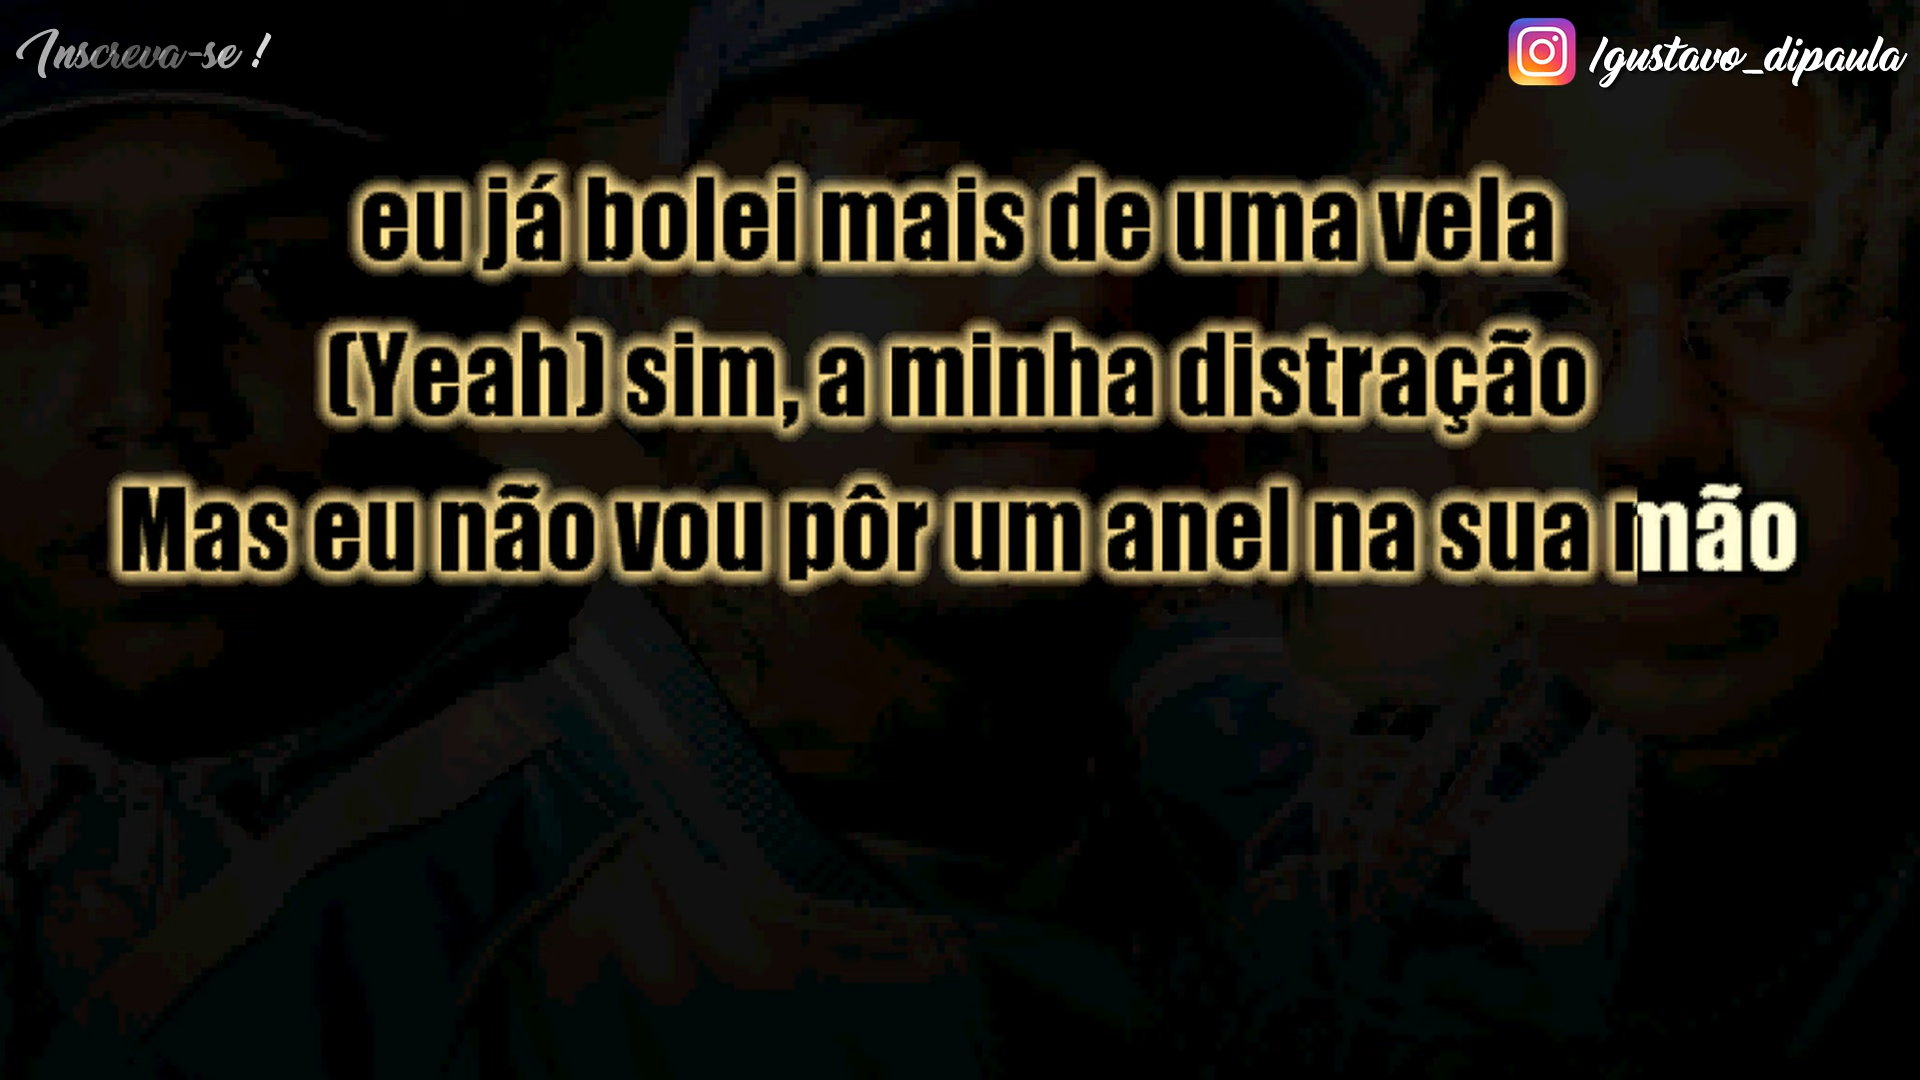 Inscreva-se !
/gustavo_dipaula
eu já bolei mais de uma vela
(Yeah) sim, a minha distração
Mas eu não vou pôr um anel na sua mão